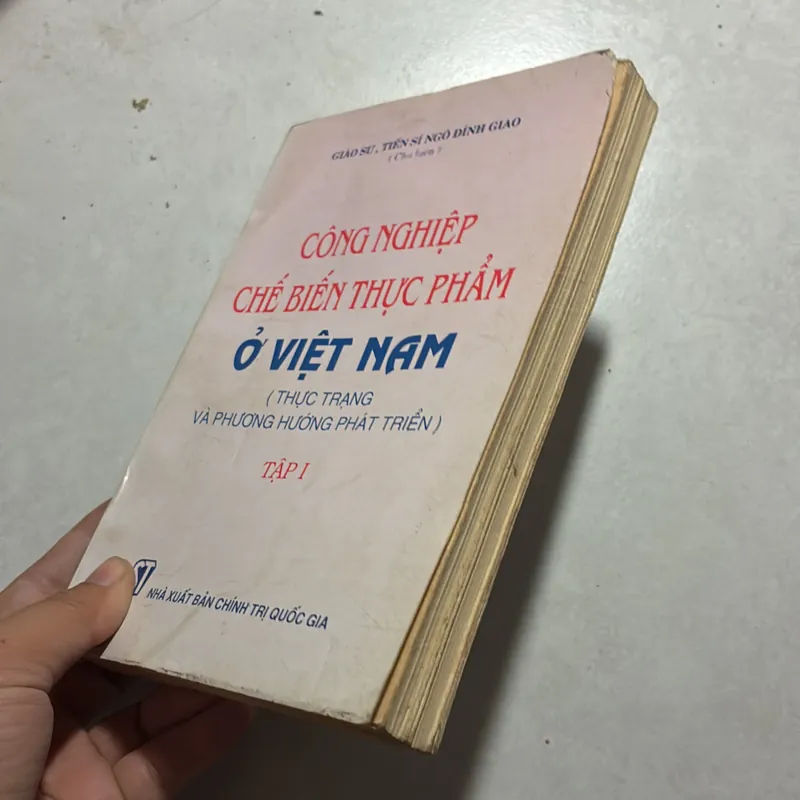 GIÁO SƯ, TIẾN SĨ NGÔ ĐÌNH GIAO
( Chủ biên )
CÔNG NGHIỆP
CHẾ BIẾN THỰC PHẨM
Ở VIỆT NAM
( THỰC TRẠNG
VÀ PHƯƠNG HƯỚNG PHÁT TRIỂN )
TẬP I
ST NHÀ XUẤT BẢN CHÍNH TRỊ QUỐC GIA